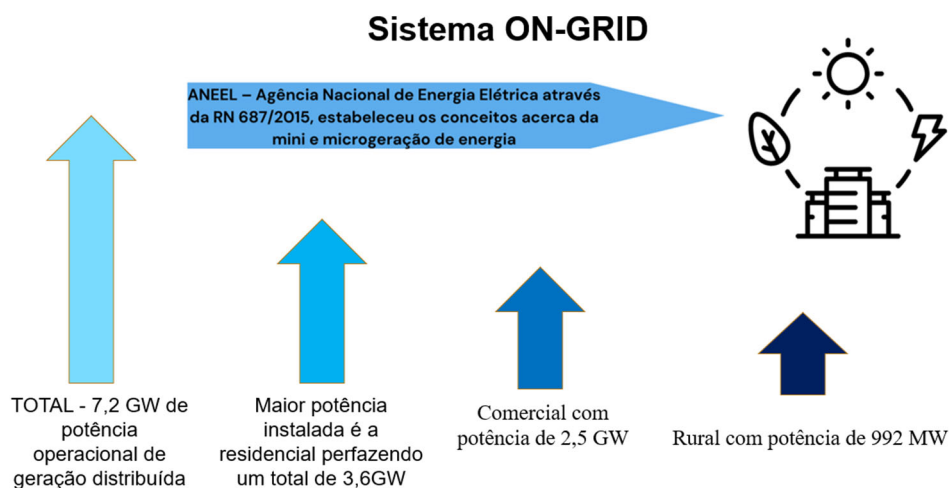 Sistema ON-GRID
ANEEL – Agência Nacional de Energia Elétrica através
da RN 687/2015, estabeleceu os conceitos acerca da
mini e microgeração de energia
TOTAL - 7,2 GW de
potência
operacional de
geração distribuída
Maior potência
instalada é a
residencial perfazendo
um total de 3,6GW
Comercial com
potência de 2,5 GW
Rural com potência de 992 MW